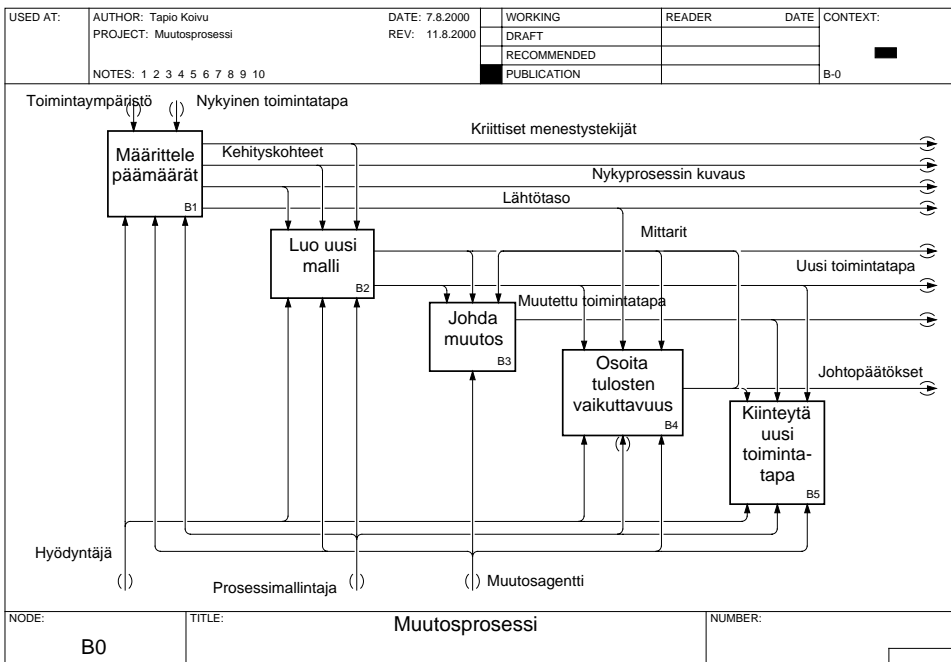 USED AT:
AUTHOR: Tapio Koivu
DATE: 7.8.2000
PROJECT: Muutosprosessi
REV: 11.8.2000
NOTES: 1 2 3 4 5 6 7 8 9 10
WORKING
DRAFT
RECOMMENDED
PUBLICATION
READER
DATE
CONTEXT:
B-0
Toimintaympäristö
Nykyinen toimintatapa
Kriittiset menestystekijät
Määrittele
päämäärät
B1
Kehityskohteet
Nykyprosessin kuvaus
Lähtötaso
Mittarit
Luo uusi
malli
B2
Uusi toimintatapa
Muutettu toimintatapa
Johda
muutos
B3
Osoita
tulosten
vaikuttavuus
B4
Johtopäätökset
Kiinteytä
uusi
toiminta-
tapa
B5
Hyödyntäjä
Prosessimallintaja
Muutosagentti
NODE:
B0
TITLE:
Muutosprosessi
NUMBER: